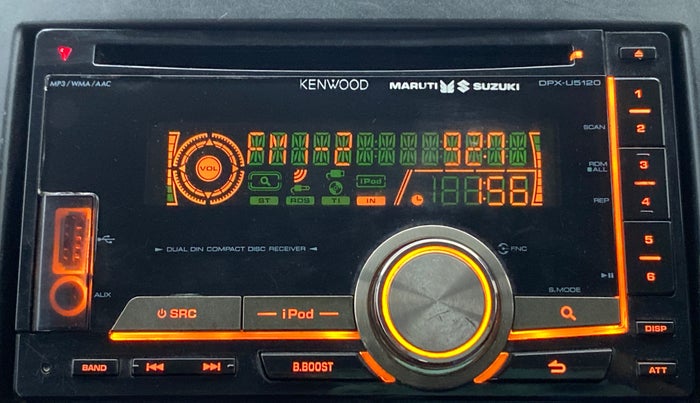 MP3/WMA/AAC
KENWOOD
MARUTI SUZUKI
DPX-U5120
1
2
SCAN
RDM
ALL
3
4
REP
5
6
VOL
iPod
ST RDS TI IN
1:56
DUAL DIN COMPACT DISC RECEIVER
FNC
AUX
S.MODE
SRC
iPod
DISP
BAND
B.BOOST
ATT